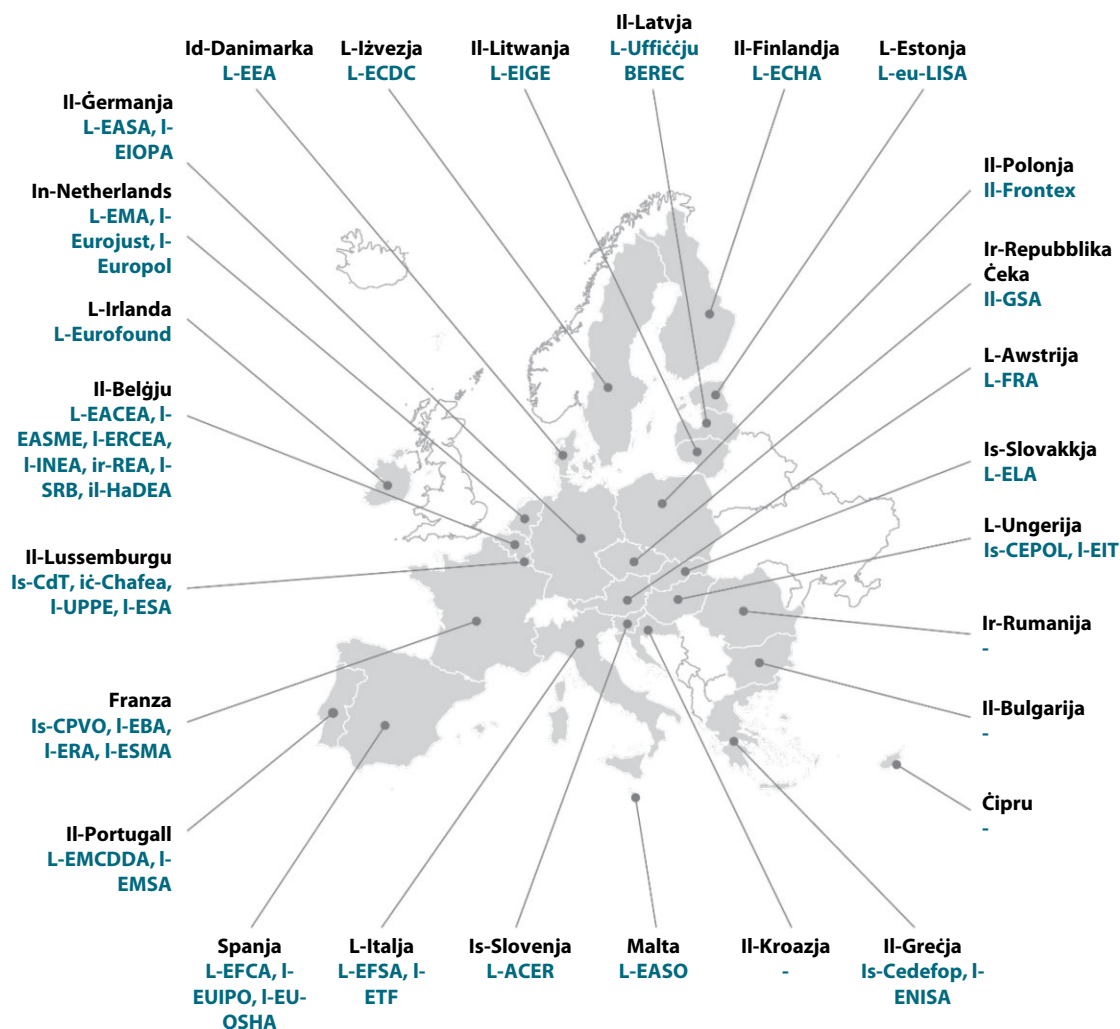 Id-Danimarka
L-EEA
L-Iżvezja
L-ECDC
Il-Litwanja
L-EIGE
Il-Latvja
L-Uffiċċju
BEREC
Il-Finlandja
L-ECHA
L-Estonja
L-eu-LISA
Il-Ġermanja
L-EASA, l-
EIOPA
In-Netherlands
L-EMA, l-
Eurojust, l-
Europol
L-Irlanda
L-Eurofound
Il-Belġju
L-EACEA, l-
EASME, l-ERCEA,
l-INEA, ir-REA, l-
SRB, il-HaDEA
Il-Lussemburgu
Is-CdT, iċ-Chafea,
l-UPPE, l-ESA
Franza
Is-CPVO, l-EBA,
l-ERA, l-ESMA
Il-Portugall
L-EMCDDA, l-
EMSA
Il-Polonja
Il-Frontex
Ir-Repubblika
Ċeka
Il-GSA
L-Awstrija
L-FRA
Is-Slovakkja
L-ELA
L-Ungerija
Is-CEPOL, l-EIT
Ir-Rumanija
-
Il-Bulgarija
-
Ċipru
-
Spanja
L-EFCA, l-
EUIPO, l-EU-
OSHA
L-Italja
L-EFSA, l-
ETF
Is-Slovenja
L-ACER
Malta
L-EASO
Il-Kroazja
-
Il-Greċja
Is-Cedefop, l-
ENISA